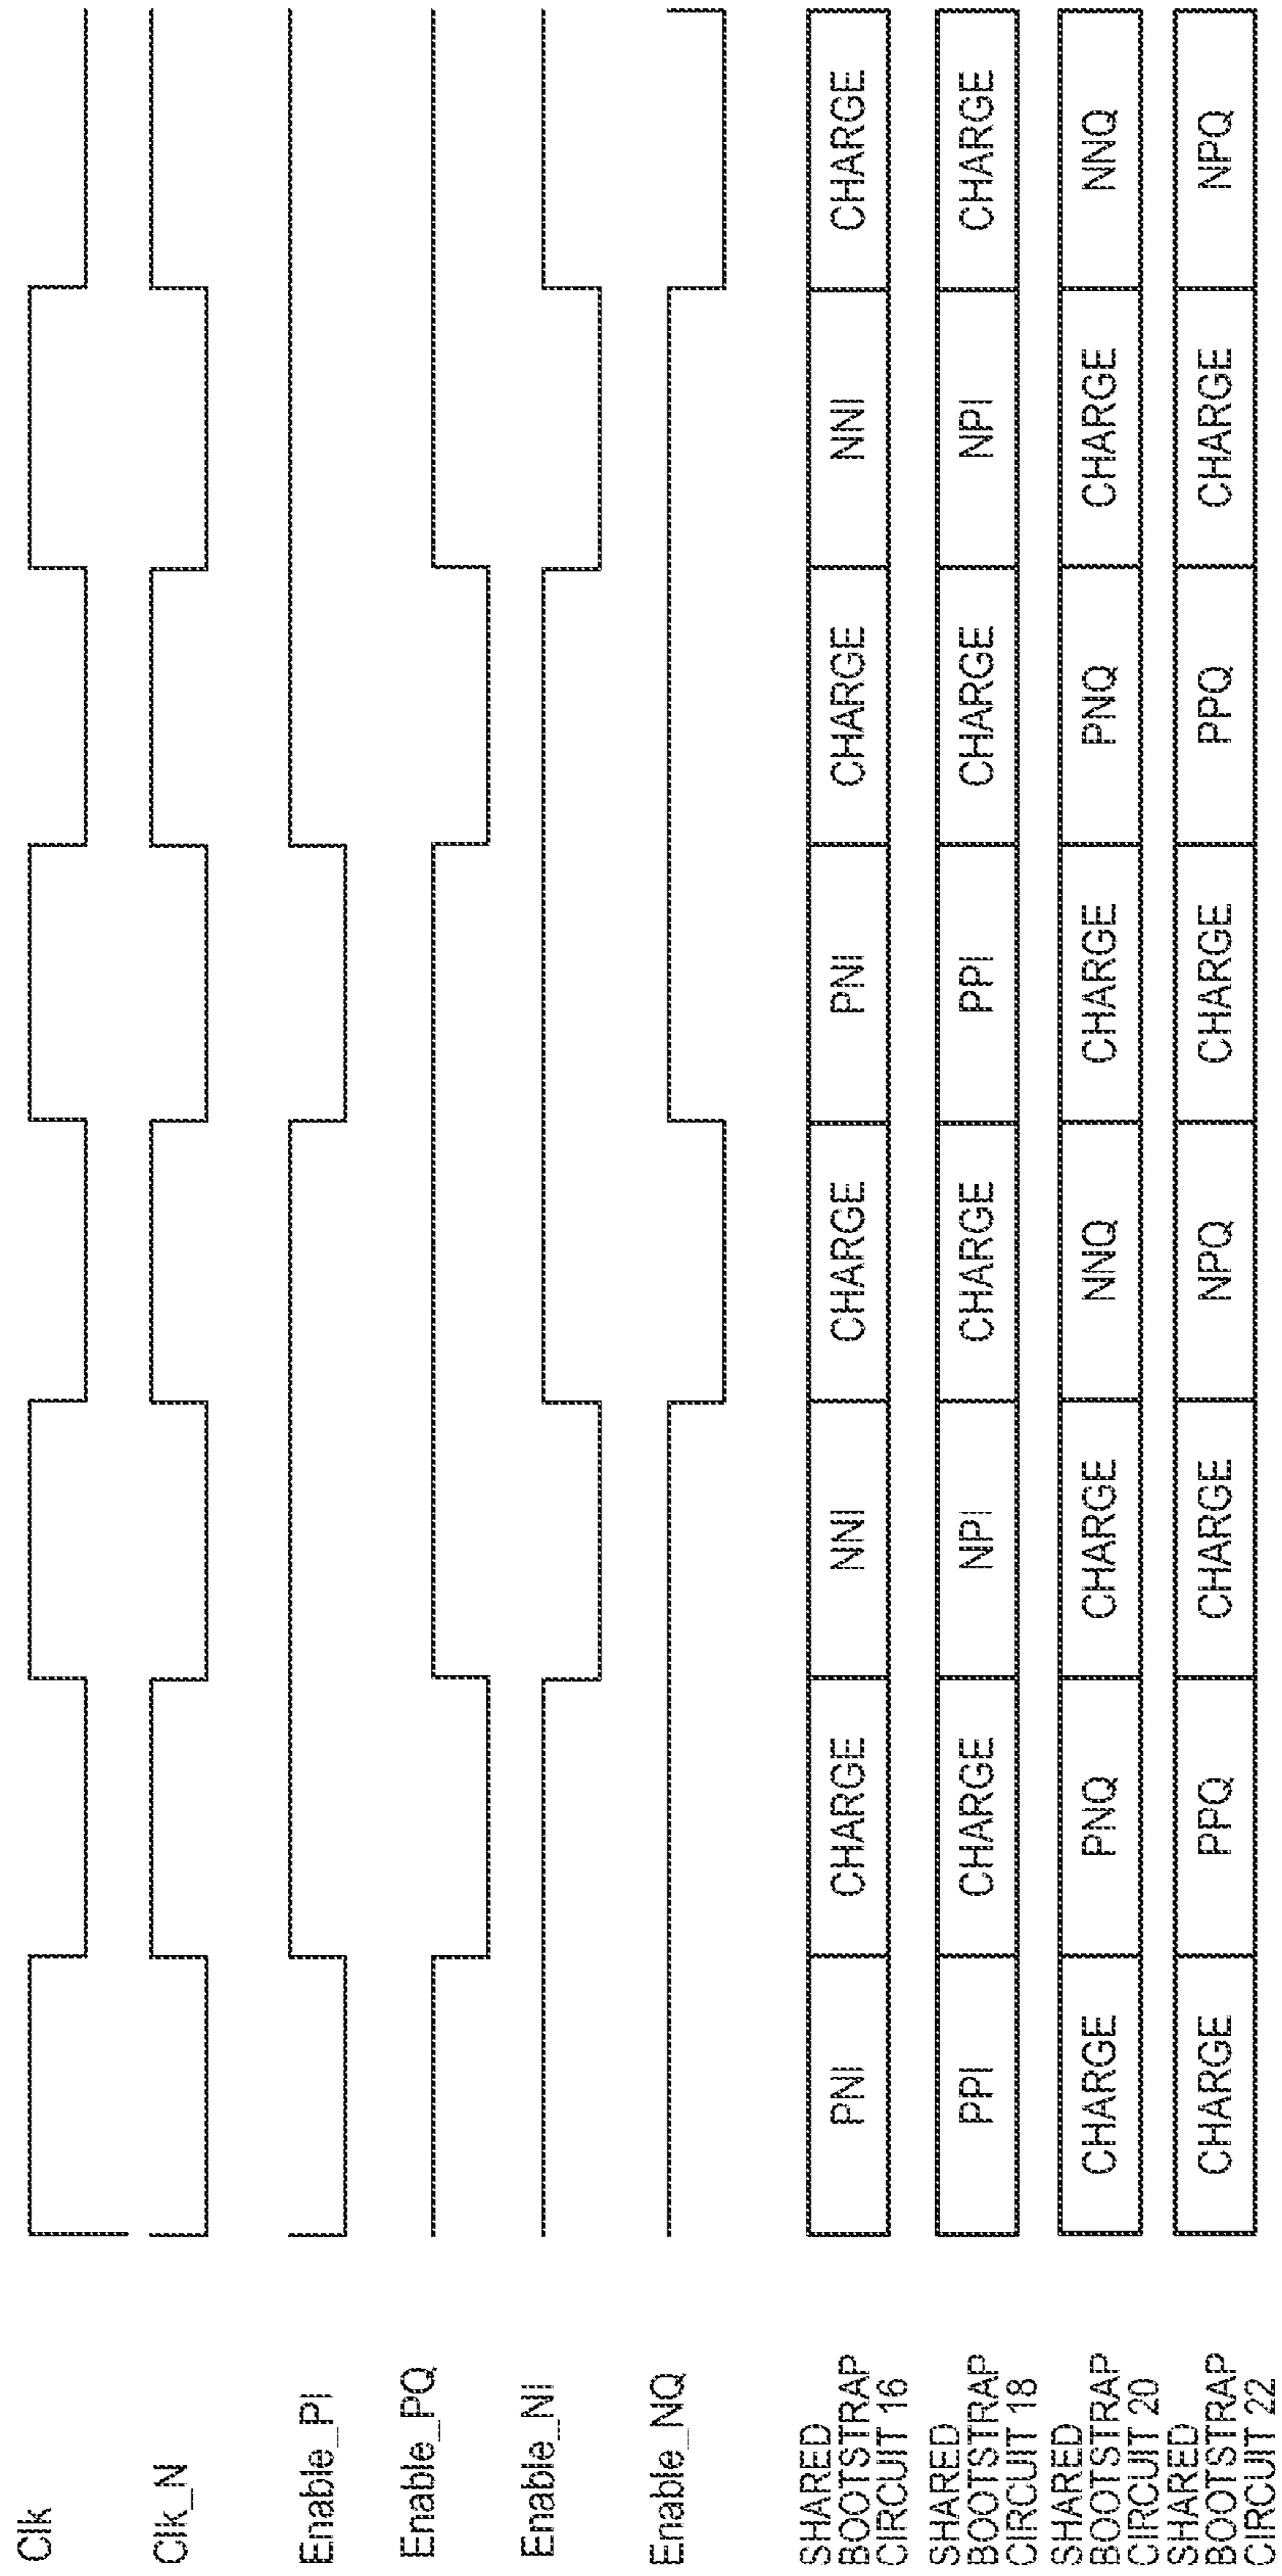 Clk
Clk_N
Enable_PI
Enable_PQ
Enable_NI
Enable_NQ
SHARED
BOOTSTRAP
CIRCUIT 16
PNI
CHARGE
NNI
CHARGE
PNI
CHARGE
NNI
CHARGE
SHARED
BOOTSTRAP
CIRCUIT 18
PPI
CHARGE
NPI
CHARGE
PPI
CHARGE
NPI
CHARGE
SHARED
BOOTSTRAP
CIRCUIT 20
CHARGE
PNQ
CHARGE
NNQ
CHARGE
PNQ
CHARGE
NNQ
SHARED
BOOTSTRAP
CIRCUIT 22
CHARGE
PPQ
CHARGE
NPQ
CHARGE
PPQ
CHARGE
NPQ